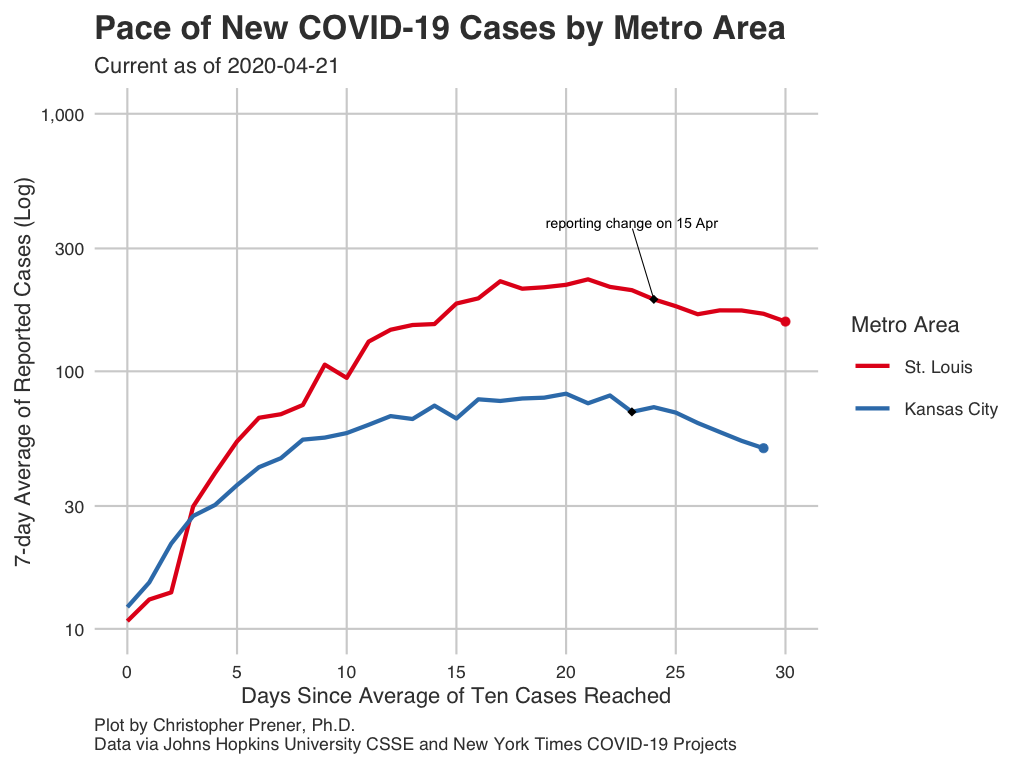 Pace of New COVID-19 Cases by Metro Area
Current as of 2020-04-21
7-day Average of Reported Cases (Log)
1,000
300
100
30
10
reporting change on 15 Apr
Metro Area
St. Louis
Kansas City
0 5 10 15 20 25 30
Days Since Average of Ten Cases Reached
Plot by Christopher Prener, Ph.D.
Data via Johns Hopkins University CSSE and New York Times COVID-19 Projects